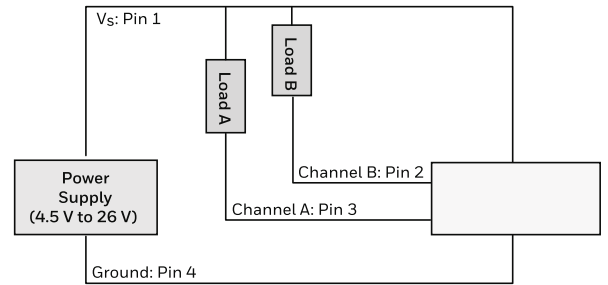 Vs: Pin 1
Load A
Load B
Power
Supply
(4.5 V to 26 V)
Channel B: Pin 2
Channel A: Pin 3
Ground: Pin 4